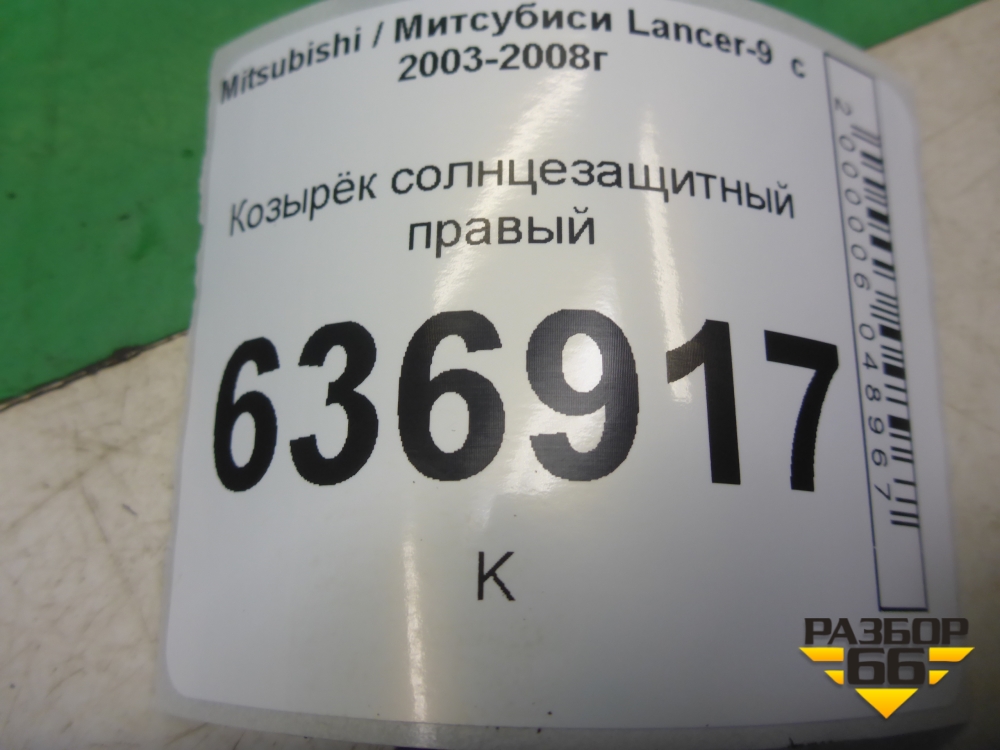 Mitsubishi / Митсубиси Lancer-9 с
2003-2008г
Козырёк солнцезащитный
правый
636917
К
2000006048967
РАЗБОР
66